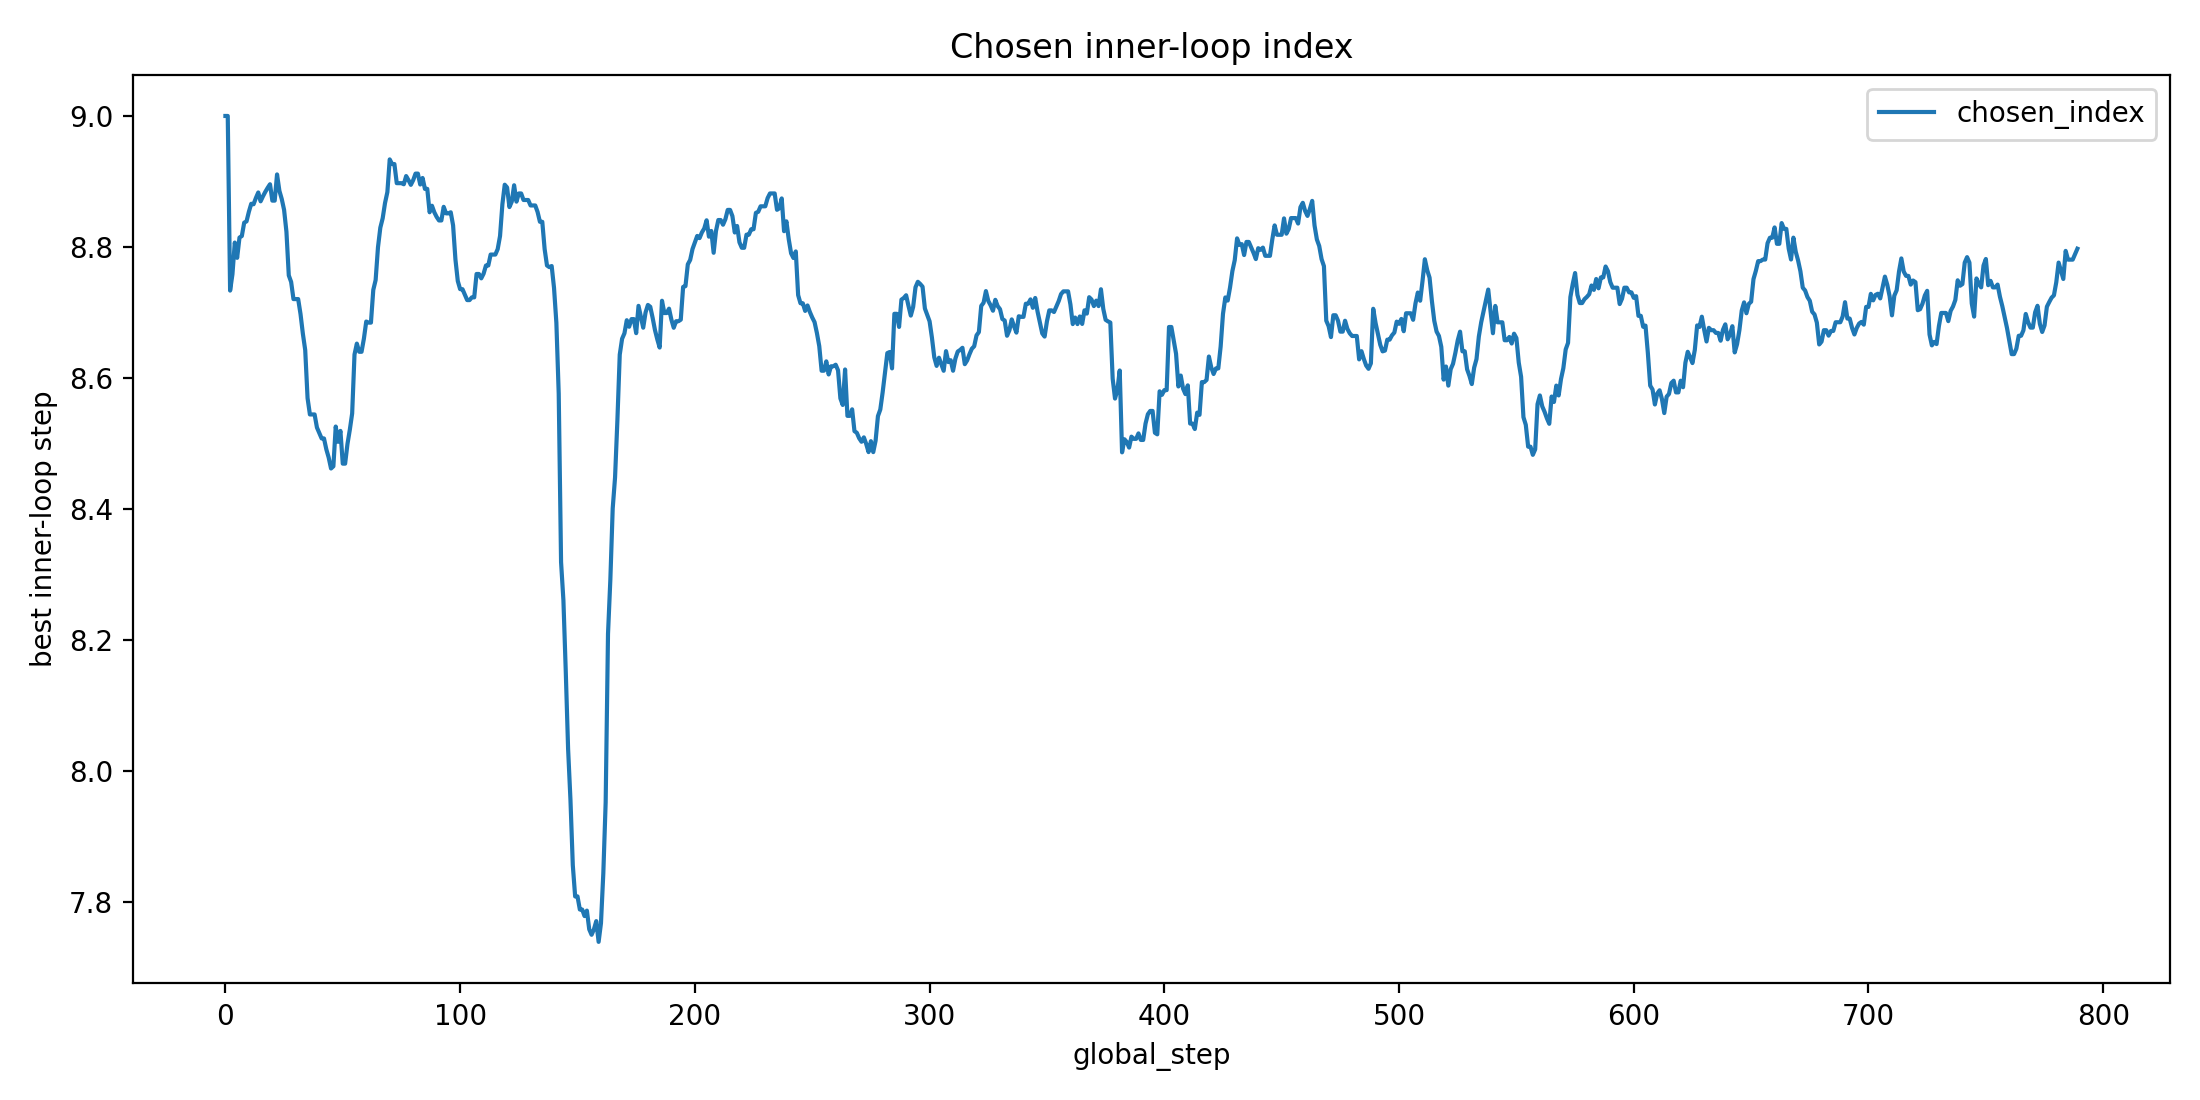 Chosen inner-loop index
chosen_index
best inner-loop step
9.0
8.8
8.6
8.4
8.2
8.0
7.8
0 100 200 300 400 500 600 700 800
global_step